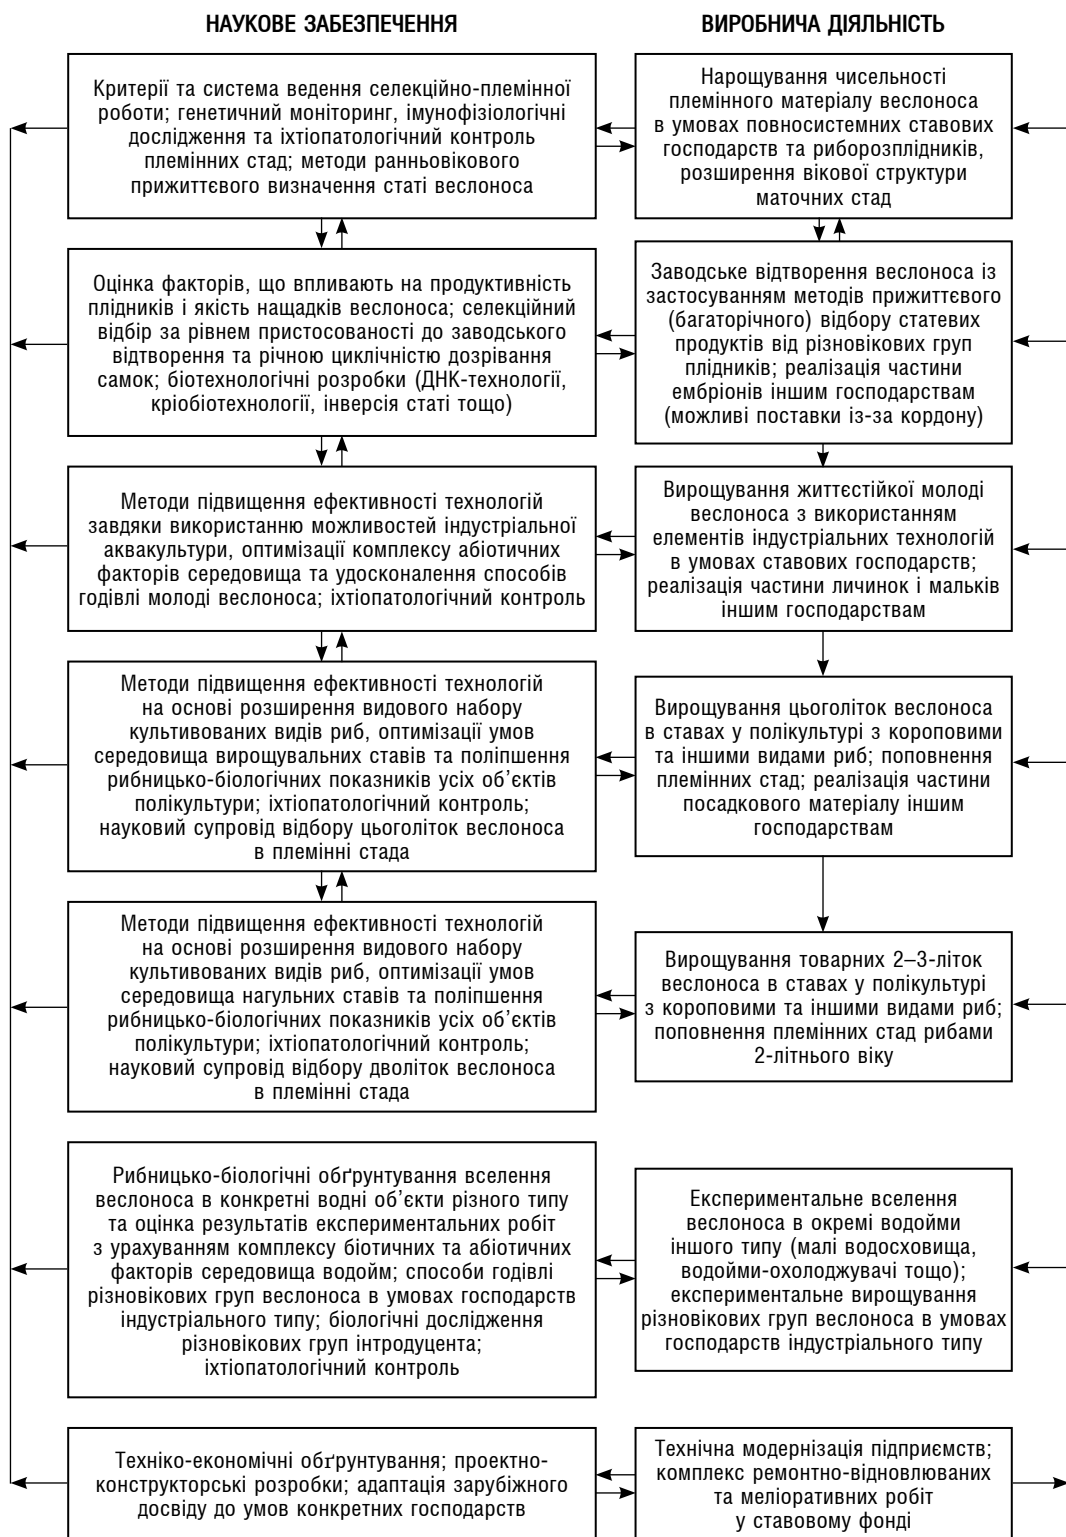 НАУКОВЕ ЗАБЕЗПЕЧЕННЯ
ВИРОБНИЧА ДІЯЛЬНІСТЬ
Критерії та система ведення селекційно-племінної
роботи; генетичний моніторинг, імунофізіологічні
дослідження та іхтіопатологічний контроль
племінних стад; методи ранньовікового
прижиттєвого визначення статі веслоноса
Нарощування чисельності
племінного матеріалу веслоноса
в умовах повносистемних ставових
господарств та риборозплідників,
розширення вікової структури
маточних стад
Оцінка факторів, що впливають на продуктивність
плідників і якість нащадків веслоноса; селекційний
відбір за рівнем пристосованості до заводського
відтворення та річною циклічністю дозрівання
самок; біотехнологічні розробки (ДНК-технології,
кріобіотехнології, інверсія статі тощо)
Заводське відтворення веслоноса із
застосуванням методів прижиттєвого
(багаторічного) відбору статевих
продуктів від різновікових груп
плідників; реалізація частини
ембріонів іншим господарствам
(можливі поставки із-за кордону)
Методи підвищення ефективності технологій
завдяки використанню можливостей індустріальної
аквакультури, оптимізації комплексу абіотичних
факторів середовища та удосконалення способів
годівлі молоді веслоноса; іхтіопатологічний контроль
Вирощування життєстійкої молоді
веслоноса з використанням
елементів індустріальних технологій
в умовах ставових господарств;
реалізація частини личинок і мальків
іншим господарствам
Методи підвищення ефективності технологій
на основі розширення видового набору
культивованих видів риб, оптимізації умов
середовища вирощувальних ставів та поліпшення
рибницько-біологічних показників усіх об’єктів
полікультури; іхтіопатологічний контроль;
науковий супровід відбору цьоголіток веслоноса
в племінні стада
Вирощування цьоголіток веслоноса
в ставах у полікультурі з короповими
та іншими видами риб; поповнення
племінних стад; реалізація частини
посадкового матеріалу іншим
господарствам
Методи підвищення ефективності технологій
на основі розширення видового набору
культивованих видів риб, оптимізації умов
середовища нагульних ставів та поліпшення
рибницько-біологічних показників усіх об’єктів
полікультури; іхтіопатологічний контроль;
науковий супровід відбору дволіток веслоноса
в племінні стада
Вирощування товарних 2–3-літок
веслоноса в ставах у полікультурі
з короповими та іншими видами риб;
поповнення племінних стад рибами
2-літнього віку
Рибницько-біологічні обґрунтування вселення
веслоноса в конкретні водні об’єкти різного типу
та оцінка результатів експериментальних робіт
з урахуванням комплексу біотичних та абіотичних
факторів середовища водойм; способи годівлі
різновікових груп веслоноса в умовах господарств
індустріального типу; біологічні дослідження
різновікових груп інтродуцента;
іхтіопатологічний контроль
Експериментальне вселення
веслоноса в окремі водойми
іншого типу (малі водосховища,
водойми-охолоджувачі тощо);
експериментальне вирощування
різновікових груп веслоноса в умовах
господарств індустріального типу
Техніко-економічні обґрунтування; проектно-
конструкторські розробки; адаптація зарубіжного
досвіду до умов конкретних господарств
Технічна модернізація підприємств;
комплекс ремонтно-відновлюваних
та меліоративних робіт
у ставовому фонді